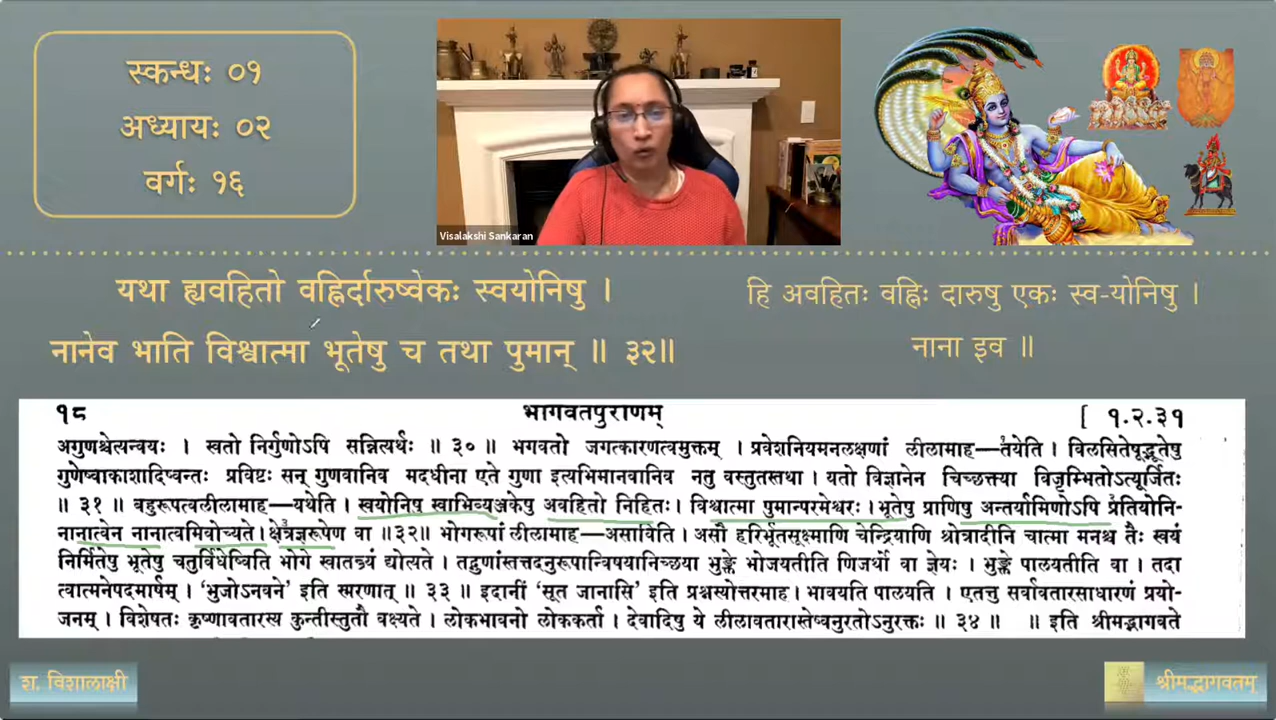 स्कन्धः ०१
अध्यायः ०२
वर्गः १६
Visalakshi Sankaran
यथा ह्यवहितो वह्निर्दारुष्वेकः स्वयोनिषु ।
नानेव भाति विश्वात्मा भूतेषु च तथा पुमान् ॥ ३२॥
हि अवहितः वह्निः दारुषु एकः स्व-योनिषु ।
नाना इव ॥
१८ भागवतपुराणम् [ १.२.३१
अगुणश्चेत्यन्वयः । स्वतो निर्गुणोऽपि सन्नित्यर्थः ॥ ३० ॥ भगवतो जगत्कारणत्वमुक्तम् । प्रवेशनियमनलक्षणां लीलामाह—तयेति । विलसितेषूद्भूतेषु
गुणेष्वाकाशादिष्वन्तः प्रविष्टः सन् गुणवानिव मदधीना एते गुणा इत्यभिमानवानिव नतु वस्तुतस्तथा । यतो विज्ञानेन चिच्छक्त्या विजृम्भितोऽत्यूर्जितः
॥ ३१ ॥ बहुरूपत्वलीलामाह—यथेति । स्वयोनिषु स्वाभिव्यञ्जकेषु अवहितो निहितः । विश्वात्मा पुमान्परमेश्वरः । भूतेषु प्राणिषु अन्तर्यामिणोऽपि प्रतियोनि-
नानात्वेन नानात्वमिवोच्यते । क्षेत्रज्ञरूपेण वा ॥३२॥ भोगरूपां लीलामाह—असाविति । असौ हरिर्भूतसूक्ष्माणि चेन्द्रियाणि श्रोत्रादीनि चात्मा मनश्च तैः स्वयं
निर्मितेषु भूतेषु चतुर्विधेष्विति भोगे स्वातन्त्र्यं द्योत्यते । तद्गुणांस्तत्तदनुरूपान्विषयानिच्छया भुङ्क्ते भोजयतीति णिजर्थो वा ज्ञेयः । भुङ्क्ते पालयतीति वा । तदा
त्वात्मनेपदमार्षम् । ‘भुजोऽनवने’ इति स्मरणात् ॥ ३३ ॥ इदानीं ‘सूत जानासि’ इति प्रश्नस्योत्तरमाह । भावयति पालयति । एतत्तु सर्वावतारसाधारणं प्रयो-
जनम् । विशेषतः कृष्णावतारस्य कुन्तीस्तुतौ वक्ष्यते । लोकभावनो लोककर्ता । देवादिषु ये लीलावतारास्तेष्वनुरतोऽनुरक्तः ॥ ३४ ॥ ॥ इति श्रीमद्भागवते
श. विशालाक्षी
श्रीमद्भागवतम्